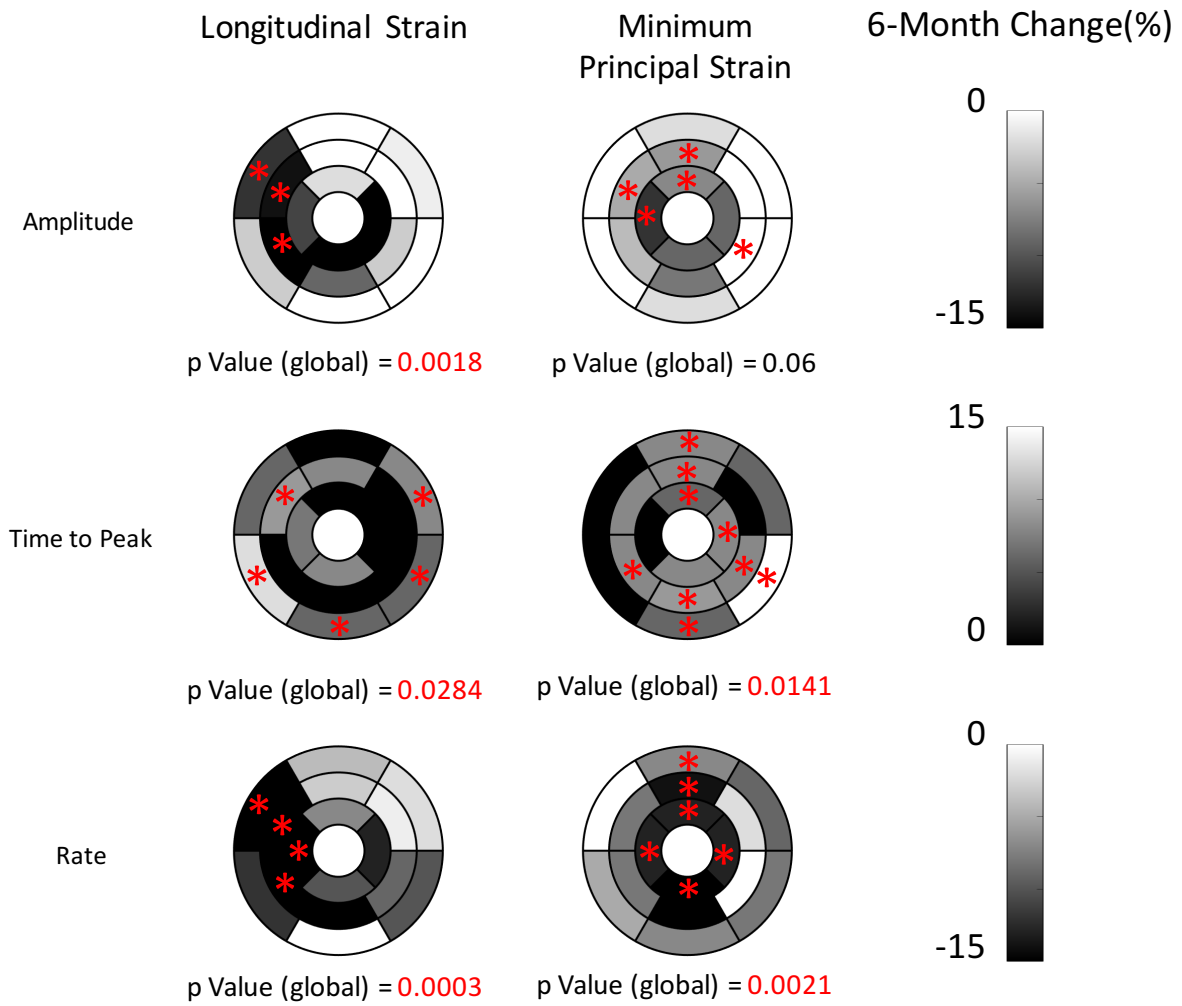 Longitudinal Strain
Minimum
Principal Strain
6-Month Change(%)
Amplitude
* * *
* * * * *
0
-15
p Value (global) = 0.0018
p Value (global) = 0.06
Time to Peak
* * * * *
* * * * * * * * *
15
0
p Value (global) = 0.0284
p Value (global) = 0.0141
Rate
* * * *
* * * * * *
0
-15
p Value (global) = 0.0003
p Value (global) = 0.0021